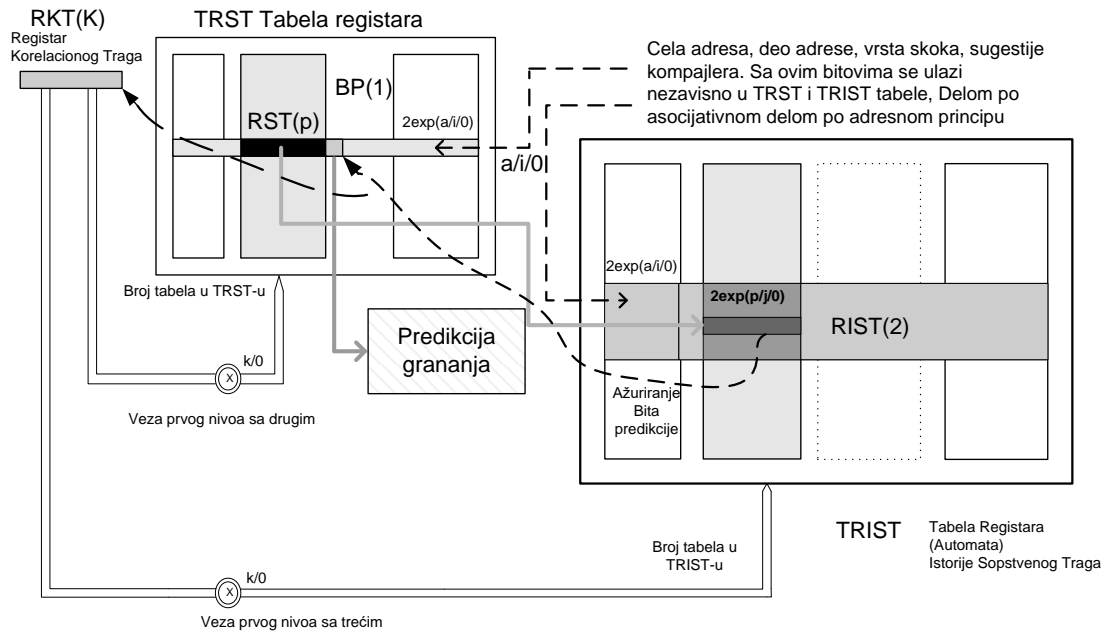 RKT(K)
Registar
Korelacionog Traga
TRST Tabela registara
BP(1)
RST(p)
2exp(a/i/0)
a/i/0
Cela adresa, deo adrese, vrsta skoka, sugestije
kompajlera. Sa ovim bitovima se ulazi
nezavisno u TRST i TRIST tabele, Delom po
asocijativnom delom po adresnom principu
Broj tabela u TRST-u
k/0
X
Veza prvog nivoa sa drugim
Predikcija
grananja
2exp(a/i/0)
2exp(p/j/0)
RIST(2)
Ažuriranje
Bita
predikcije
TRIST
Tabela Registara
(Automata)
Istorije Sopstvenog Traga
Broj tabela u
TRIST-u
k/0
X
Veza prvog nivoa sa trećim